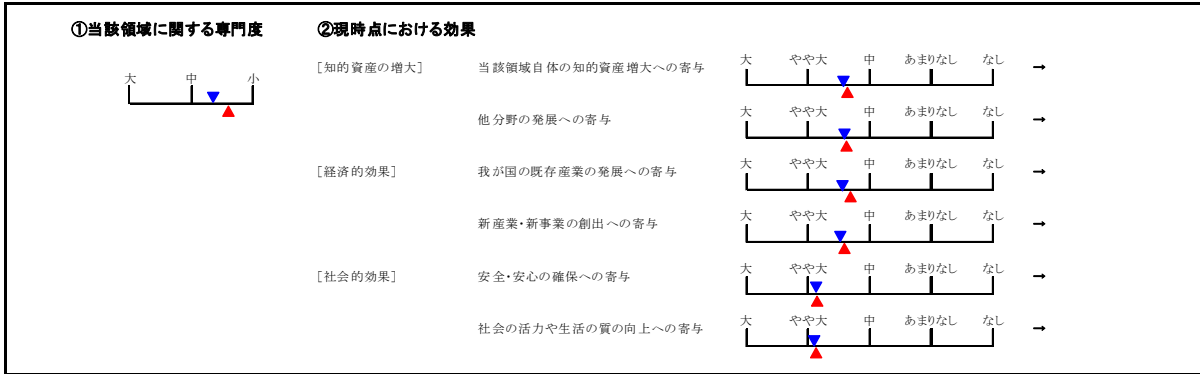 ①当該領域に関する専門度 ②現時点における効果
大 中 小
[知的資産の増大] 当該領域自体の知的資産増大への寄与 大 やや大 中 あまりなし なし →
他分野の発展への寄与 大 やや大 中 あまりなし なし →
[経済的効果] 我が国の既存産業の発展への寄与 大 やや大 中 あまりなし なし →
新産業・新事業の創出への寄与 大 やや大 中 あまりなし なし →
[社会的効果] 安全・安心の確保への寄与 大 やや大 中 あまりなし なし →
社会の活力や生活の質の向上への寄与 大 やや大 中 あまりなし なし →